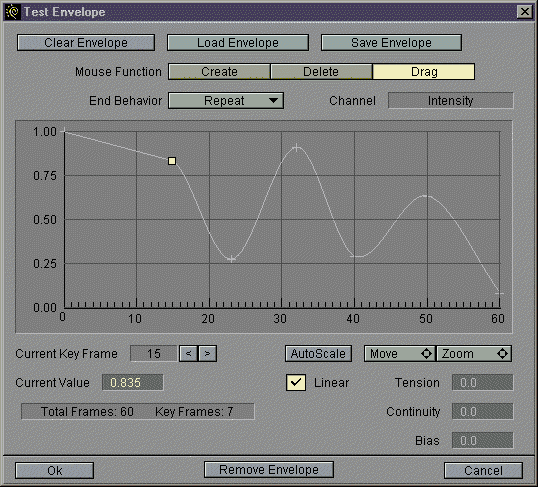 Test Envelope
Clear Envelope Load Envelope Save Envelope
Mouse Function Create Delete Drag
End Behavior Repeat Channel Intensity
1.00
0.75
0.50
0.25
0.00
0 10 20 30 40 50 60
Current Key Frame 15 < > AutoScale Move Zoom
Current Value 0.835 Linear Tension 0.0
Total Frames: 60 Key Frames: 7 Continuity 0.0
Bias 0.0
Ok Remove Envelope Cancel